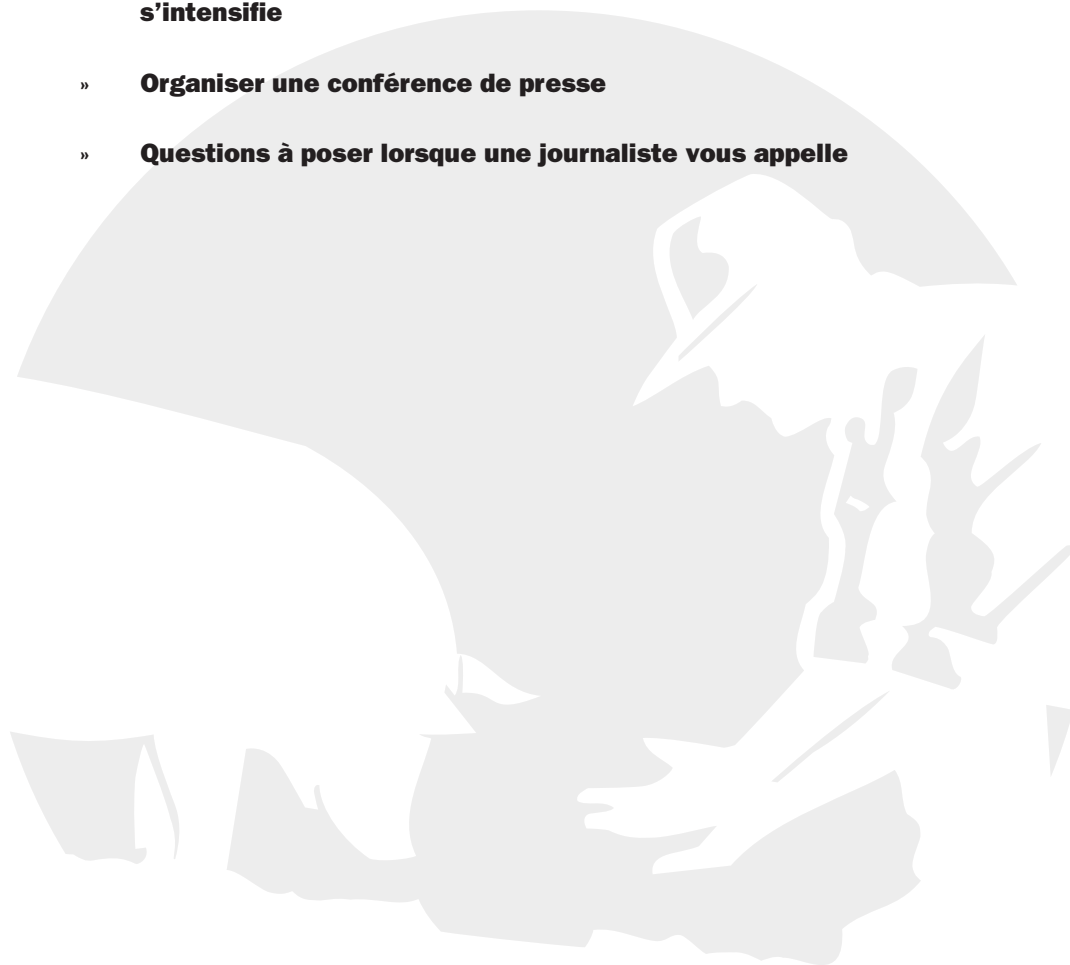 s’intensifie
» Organiser une conférence de presse
» Questions à poser lorsque une journaliste vous appelle